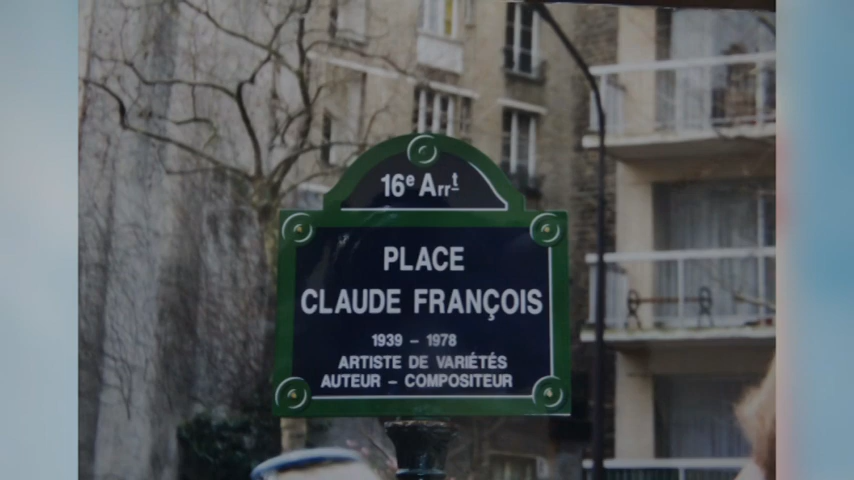 16e Arrt
PLACE
CLAUDE FRANÇOIS
1939 – 1978
ARTISTE DE VARIÉTÉS
AUTEUR – COMPOSITEUR